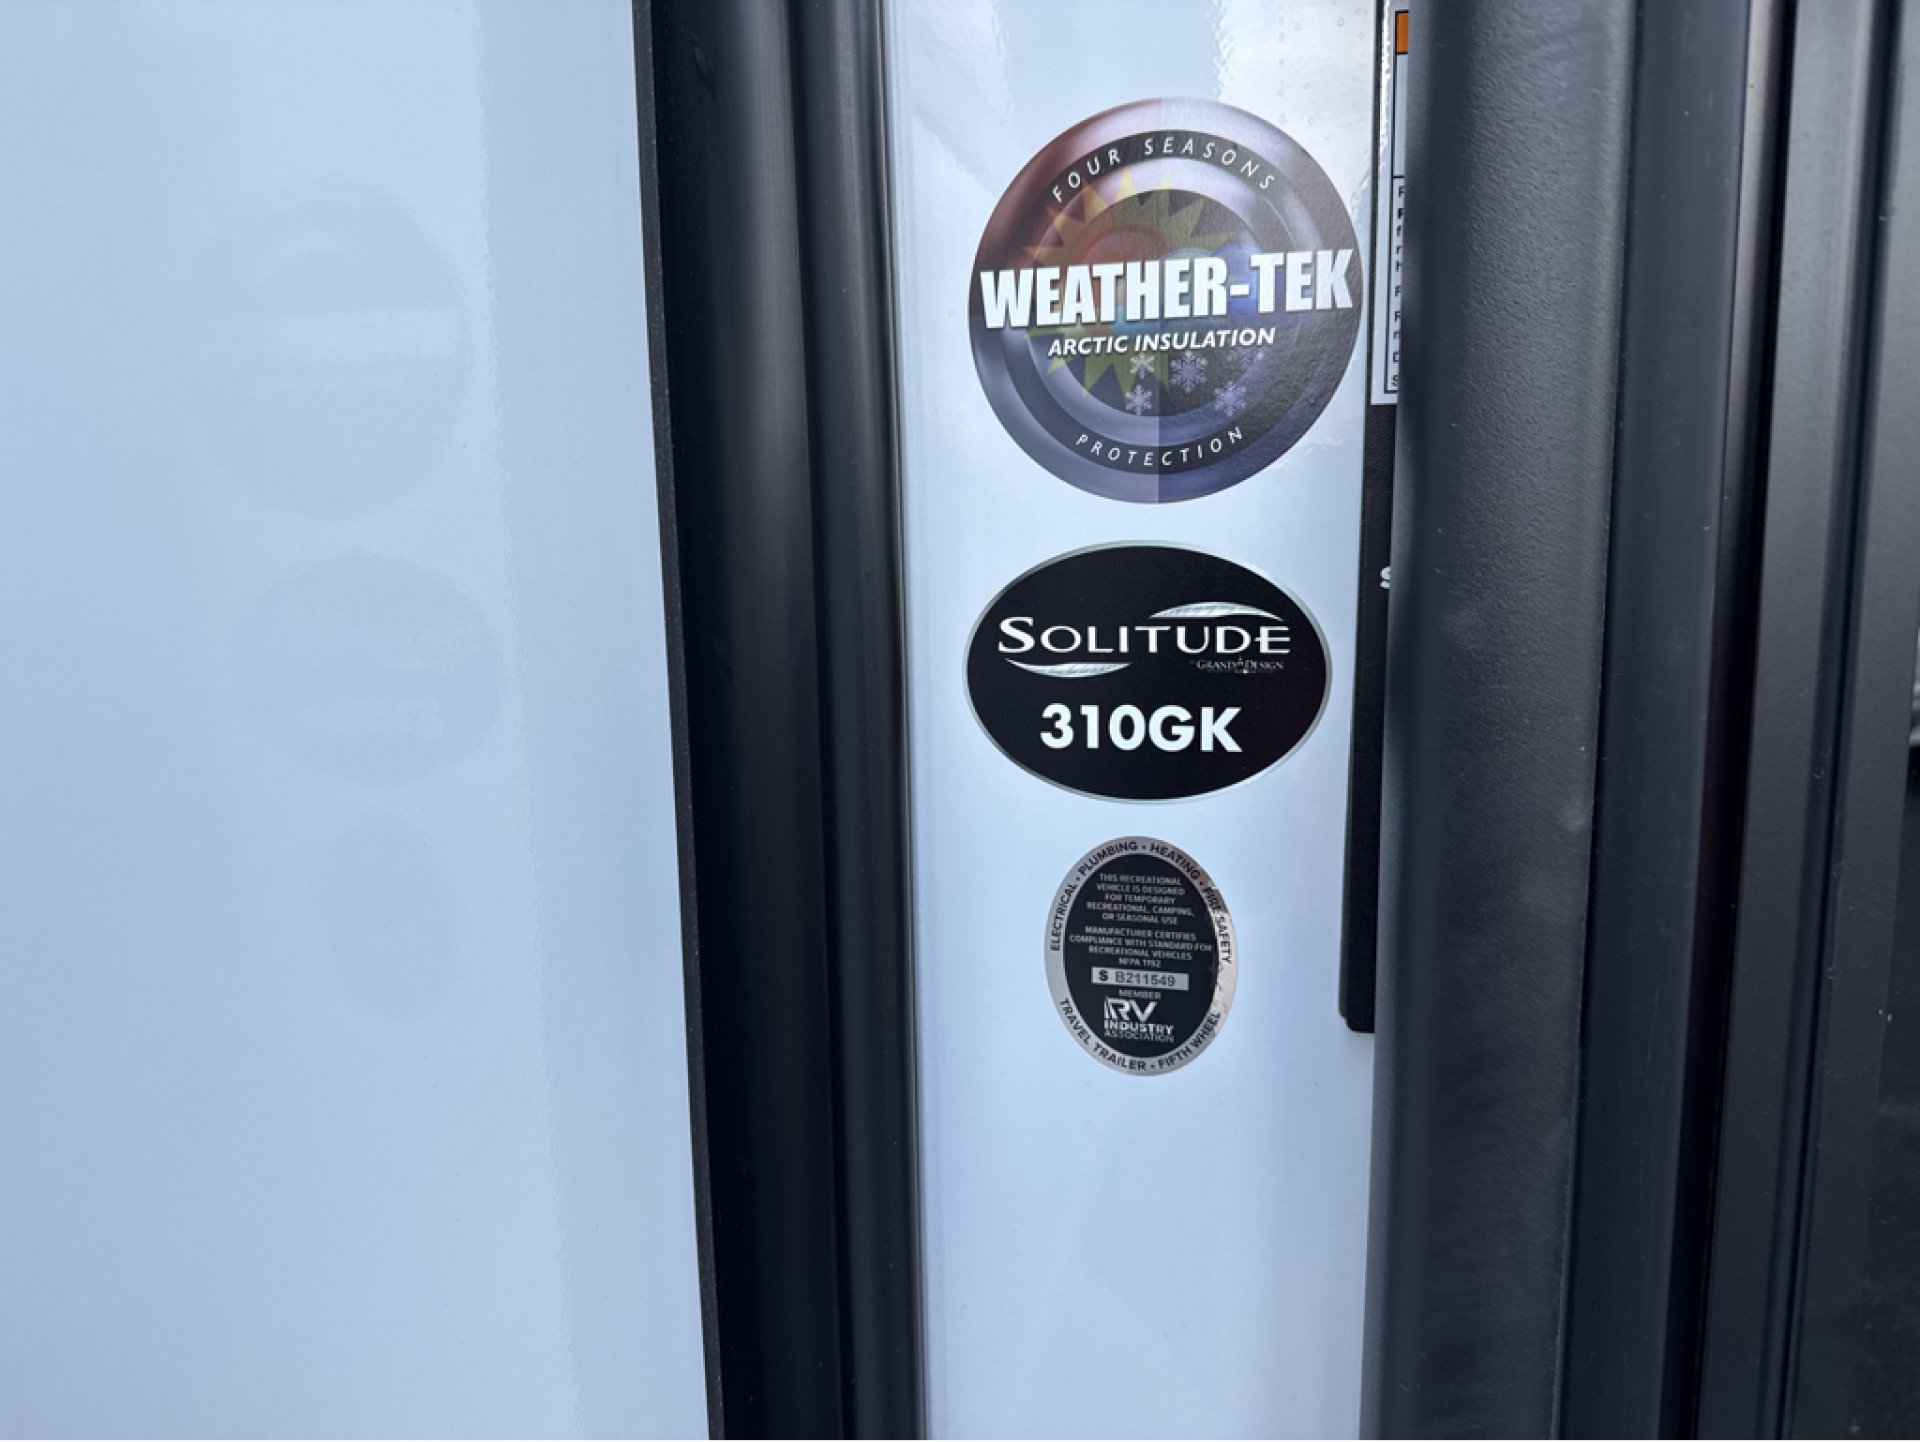 FOUR SEASONS
WEATHER-TEK
ARCTIC INSULATION
PROTECTION
SOLITUDE
BY GRAND DESIGN
310GK
ELECTRICAL • PLUMBING • HEATING • FIRE SAFETY
THIS RECREATIONAL
VEHICLE IS DESIGNED
FOR TEMPORARY
RECREATIONAL, CAMPING,
OR SEASONAL USE
MANUFACTURER CERTIFIES
COMPLIANCE WITH STANDARD FOR
RECREATIONAL VEHICLES
NFPA 1192
S B211549
MEMBER
RV
INDUSTRY
ASSOCIATION
TRAVEL TRAILER • FIFTH WHEEL